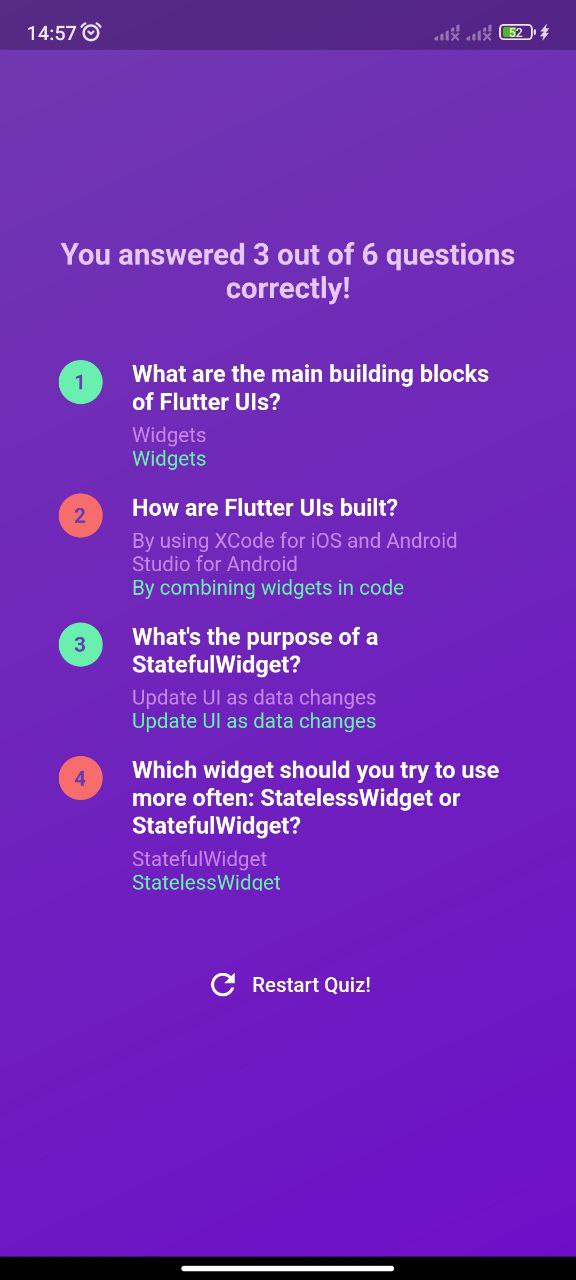 14:57
52
You answered 3 out of 6 questions
correctly!
1
What are the main building blocks
of Flutter UIs?
Widgets
Widgets
2
How are Flutter UIs built?
By using XCode for iOS and Android
Studio for Android
By combining widgets in code
3
What's the purpose of a
StatefulWidget?
Update UI as data changes
Update UI as data changes
4
Which widget should you try to use
more often: StatelessWidget or
StatefulWidget?
StatefulWidget
StatelessWidget
Restart Quiz!